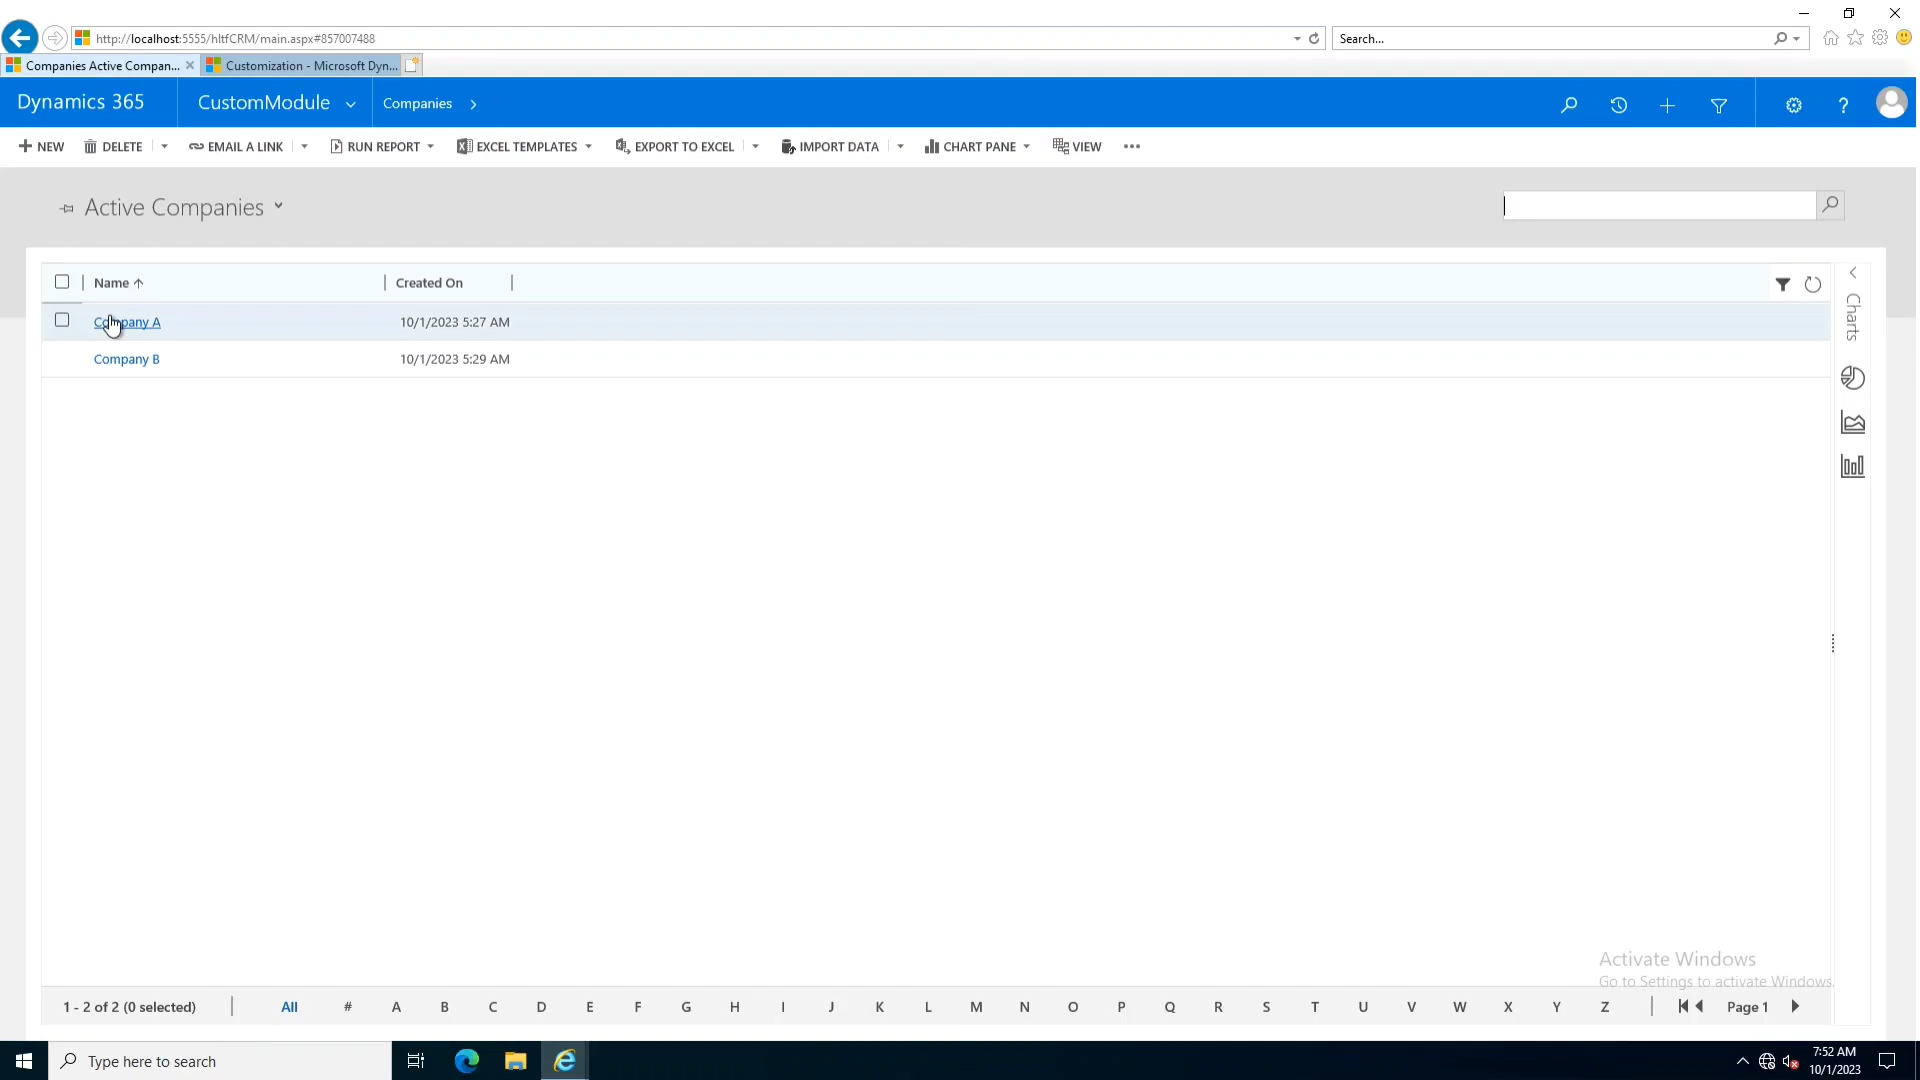 http://localhost:5555/hltfCRM/main.aspx#857007488
Search...
Companies Active Compan...
Customization - Microsoft Dyn...
Dynamics 365
CustomModule
Companies
NEW
DELETE
EMAIL A LINK
RUN REPORT
EXCEL TEMPLATES
EXPORT TO EXCEL
IMPORT DATA
CHART PANE
VIEW
Active Companies
Name
Created On
Company A
10/1/2023 5:27 AM
Company B
10/1/2023 5:29 AM
Charts
Activate Windows
Go to Settings to activate Windows.
1 - 2 of 2 (0 selected)
All # A B C D E F G H I J K L M N O P Q R S T U V W X Y Z
Page 1
Type here to search
7:52 AM
10/1/2023